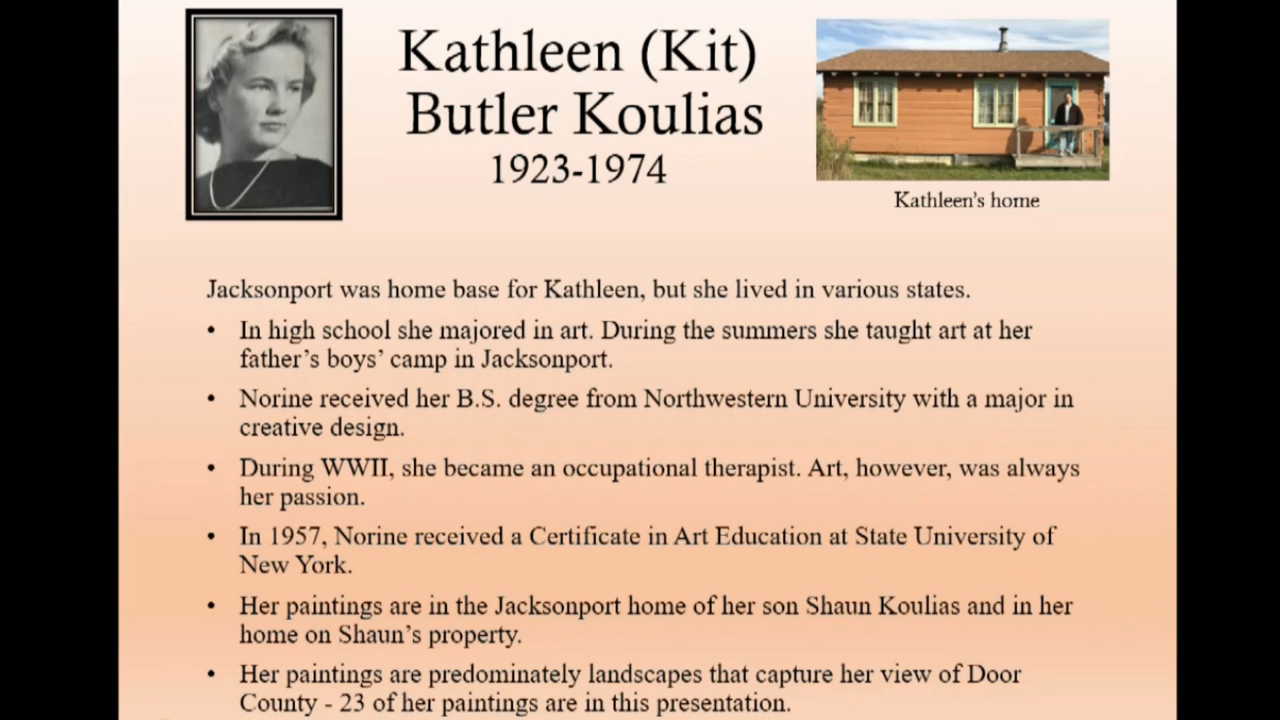 Kathleen (Kit)
Butler Koulias
1923-1974
Kathleen's home
Jacksonport was home base for Kathleen, but she lived in various states.
• In high school she majored in art. During the summers she taught art at her
father's boys' camp in Jacksonport.
• Norine received her B.S. degree from Northwestern University with a major in
creative design.
• During WWII, she became an occupational therapist. Art, however, was always
her passion.
• In 1957, Norine received a Certificate in Art Education at State University of
New York.
• Her paintings are in the Jacksonport home of her son Shaun Koulias and in her
home on Shaun's property.
• Her paintings are predominately landscapes that capture her view of Door
County - 23 of her paintings are in this presentation.